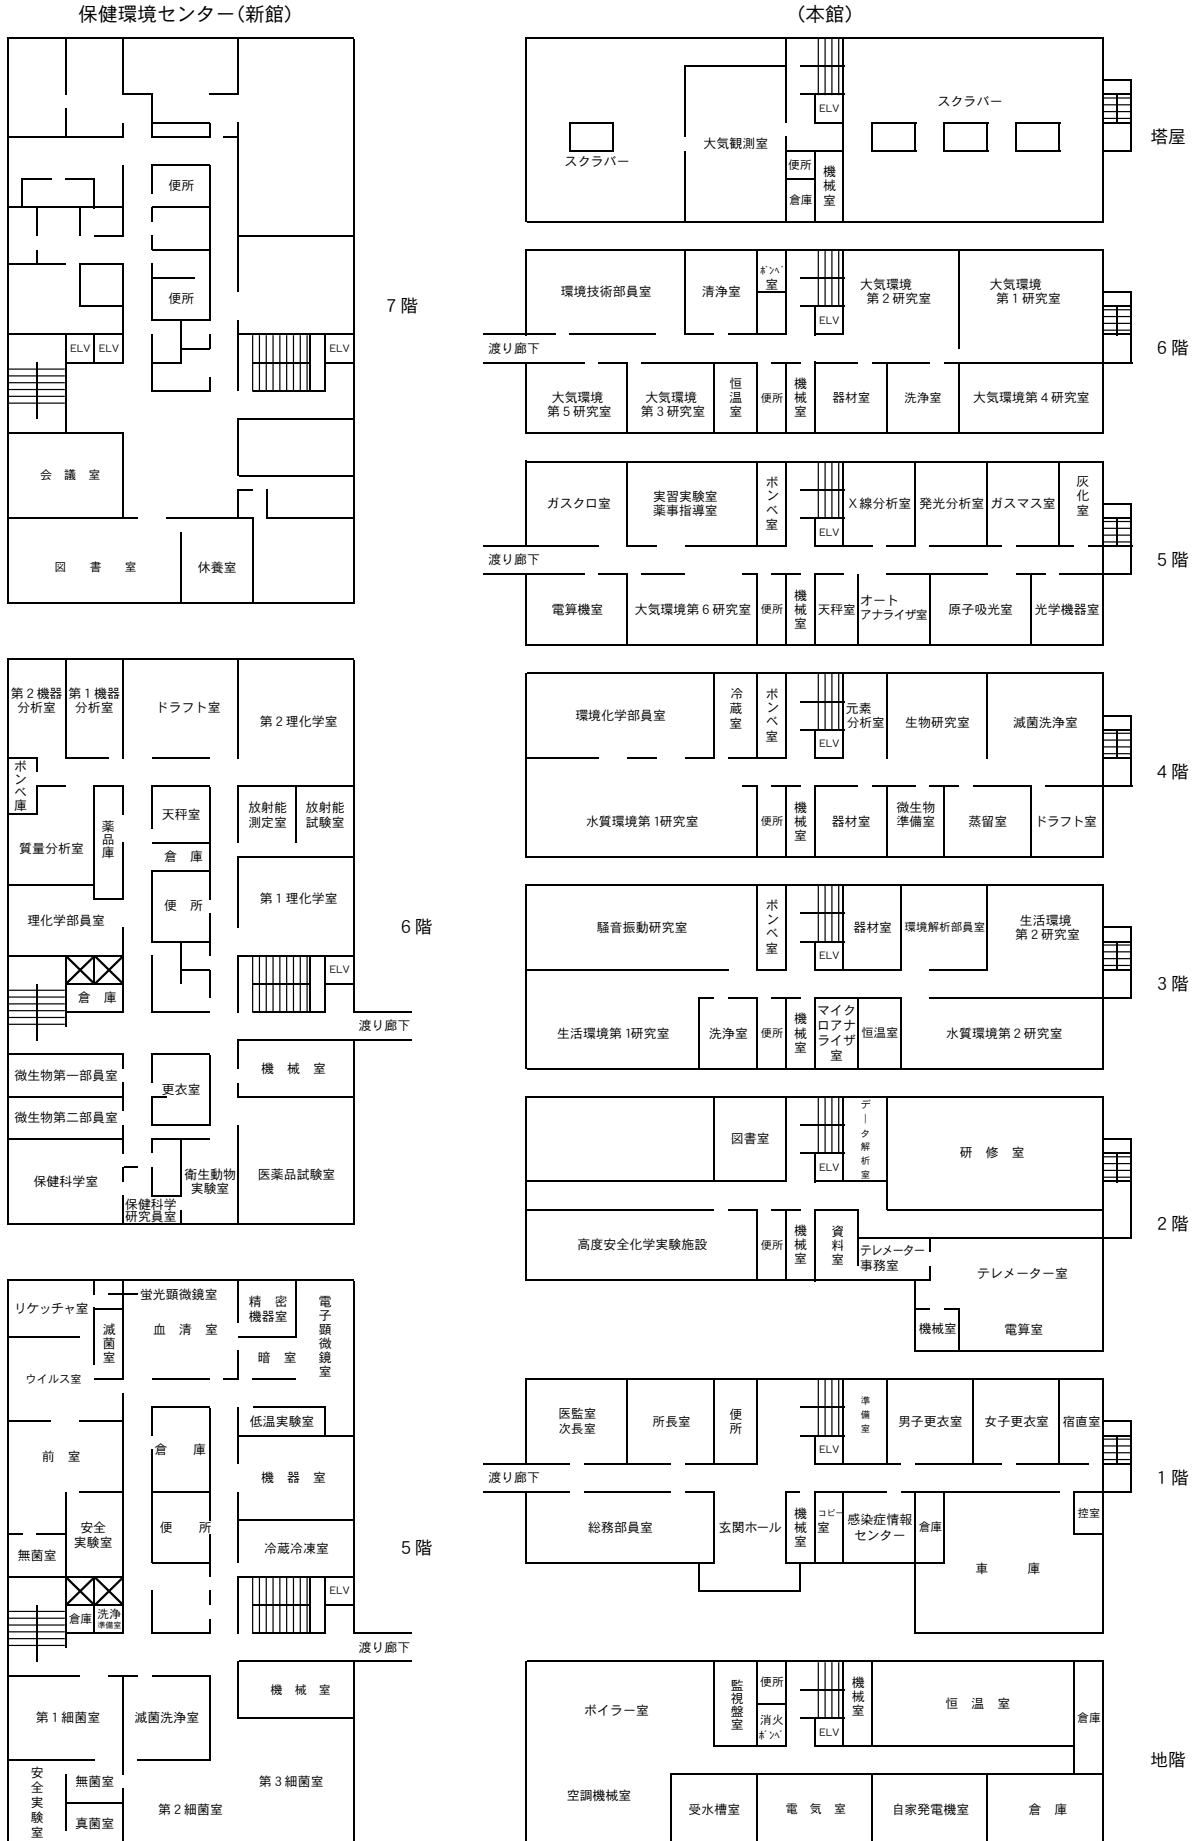 保健環境センター(新館)
便所
便所
7階
ELV
ELV
ELV
会 議 室
図 書 室
休養室
第2機器
分析室
第1機器
分析室
ドラフト室
第2理化学室
ボンベ庫
薬品庫
天秤室
放射能
測定室
放射能
試験室
質量分析室
倉 庫
便 所
第1理化学室
理化学部員室
6階
ELV
倉 庫
渡り廊下
微生物第一部員室
更衣室
機 械 室
微生物第二部員室
保健科学室
保健科学
研究員室
衛生動物
実験室
医薬品試験室
リケッチャ室
蛍光顕微鏡室
血 清 室
滅菌室
精 密
機器室
電子顕微鏡室
暗 室
ウイルス室
低温実験室
前 室
倉 庫
機 器 室
安全
実験室
便 所
無菌室
冷蔵冷凍室
5階
ELV
倉庫
洗浄
準備室
渡り廊下
第1細菌室
滅菌洗浄室
機 械 室
安全実験室
無菌室
真菌室
第2細菌室
第3細菌室
(本館)
スクラバー
大気観測室
ELV
便所
倉庫
機械室
スクラバー
塔屋
環境技術部員室
清浄室
ボンベ
室
ELV
大気環境
第2研究室
大気環境
第1研究室
渡り廊下
6階
大気環境
第5研究室
大気環境
第3研究室
恒温室
便所
機械室
器材室
洗浄室
大気環境第4研究室
ガスクロ室
実習実験室
薬事指導室
ボンベ室
ELV
X線分析室
発光分析室
ガスマス室
灰化室
渡り廊下
5階
電算機室
大気環境第6研究室
便所
機械室
天秤室
オート
アナライザ室
原子吸光室
光学機器室
環境化学部員室
冷蔵室
ボンベ室
ELV
元素
分析室
生物研究室
滅菌洗浄室
4階
水質環境第1研究室
便所
機械室
器材室
微生物
準備室
蒸留室
ドラフト室
騒音振動研究室
ボンベ室
ELV
器材室
環境解析部員室
生活環境
第2研究室
3階
生活環境第1研究室
洗浄室
便所
機械室
マイク
ロアナ
ライザ
室
恒温室
水質環境第2研究室
図書室
ELV
データ解析室
研 修 室
2階
高度安全化学実験施設
便所
機械室
資料室
テレメーター
事務室
テレメーター室
機械室
電算室
医監室
次長室
所長室
便所
ELV
準備室
男子更衣室
女子更衣室
宿直室
渡り廊下
1階
総務部員室
玄関ホール
機械室
コピー
室
感染症情報
センター
倉庫
控室
車 庫
ボイラー室
監視盤室
便所
消火
ボンベ
ELV
機械室
恒 温 室
倉庫
地階
空調機械室
受水槽室
電 気 室
自家発電機室
倉 庫